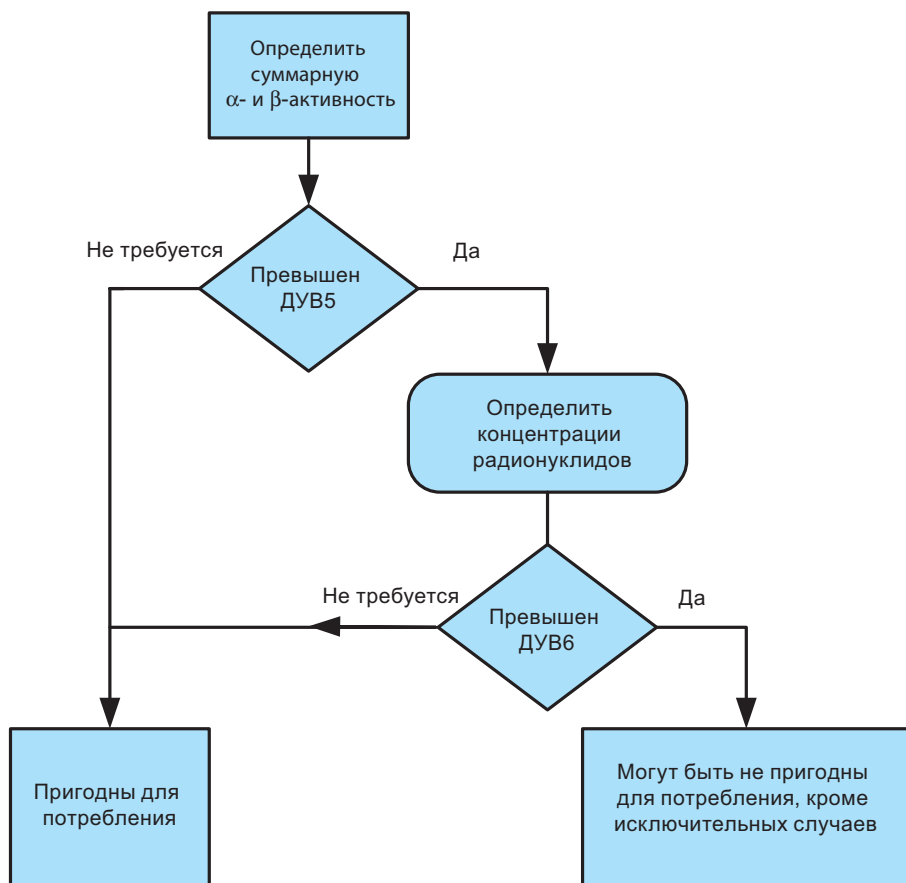 Определить
суммарную
α- и β-активность
Не требуется
Да
Превышен
ДУВ5
Определить
концентрации
радионуклидов
Не требуется
Да
Превышен
ДУВ6
Пригодны для
потребления
Могут быть не пригодны
для потребления, кроме
исключительных случаев